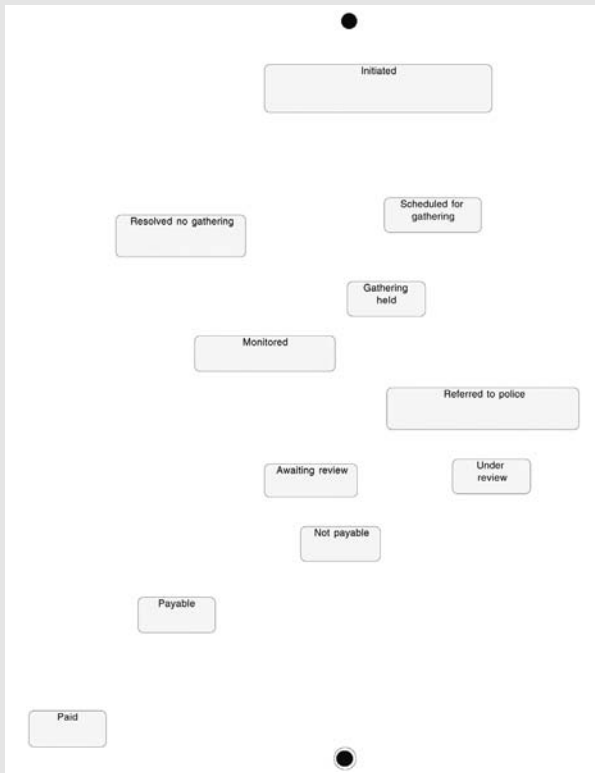 Initiated
Scheduled for
gathering
Resolved no gathering
Gathering
held
Monitored
Referred to police
Awaiting review
Under
review
Not payable
Payable
Paid